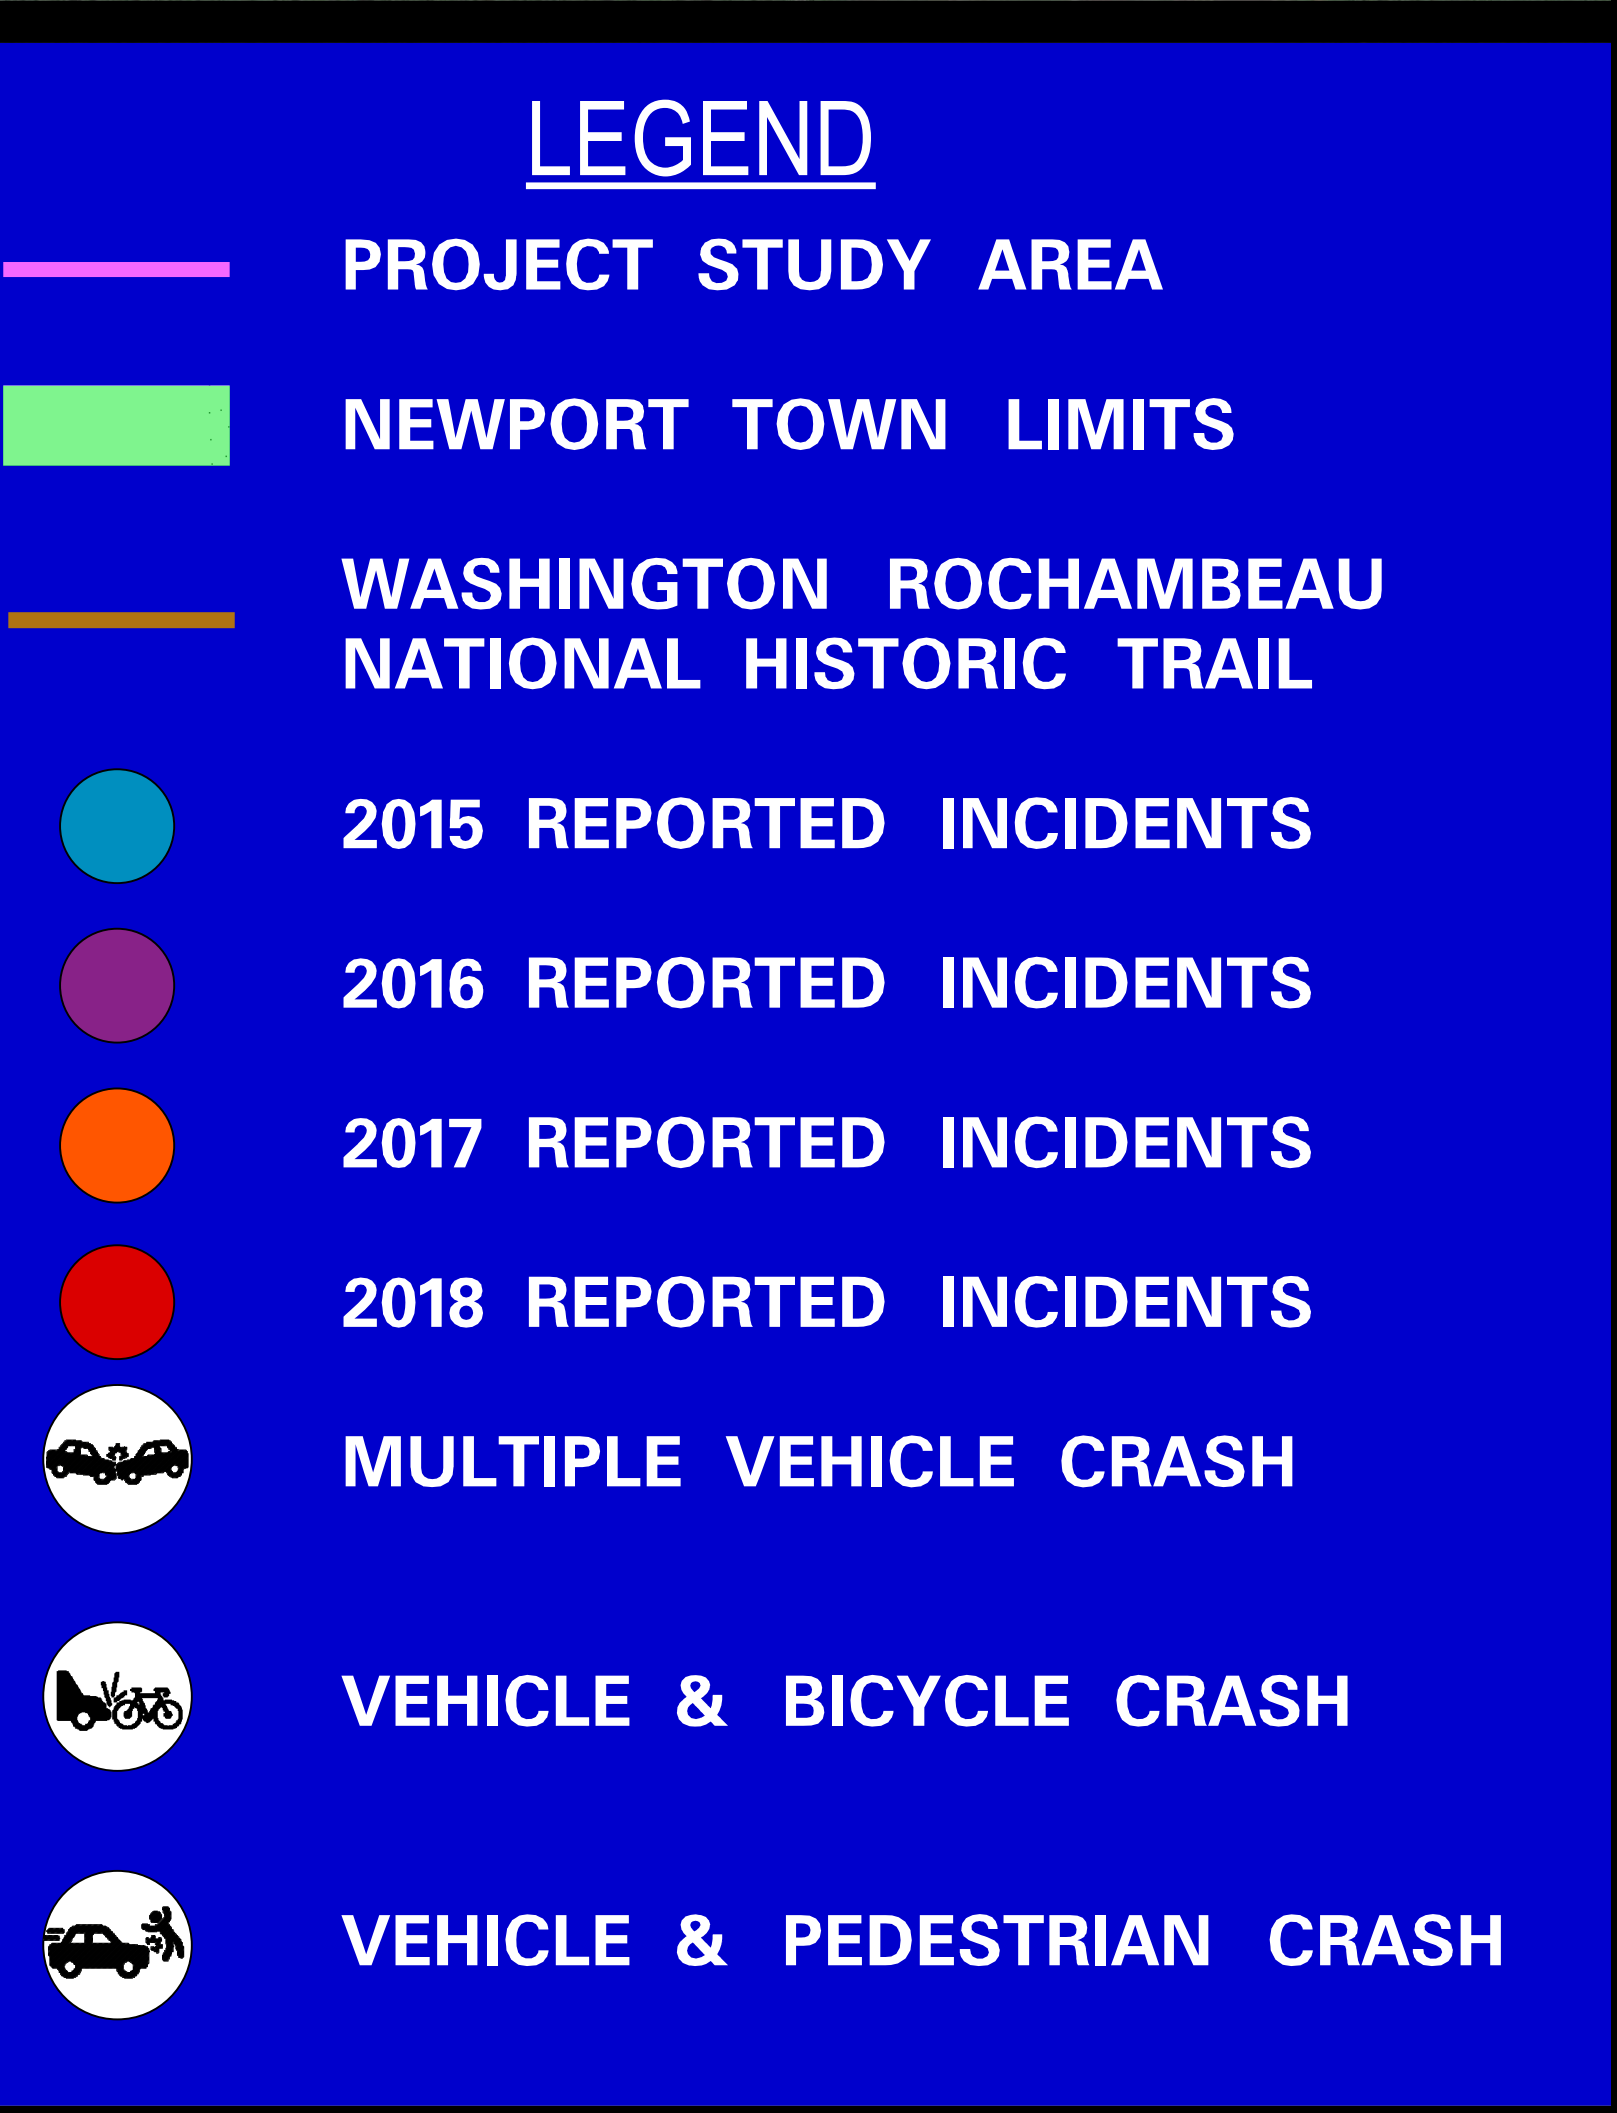 LEGEND
PROJECT STUDY AREA
NEWPORT TOWN LIMITS
WASHINGTON ROCHAMBEAU
NATIONAL HISTORIC TRAIL
2015 REPORTED INCIDENTS
2016 REPORTED INCIDENTS
2017 REPORTED INCIDENTS
2018 REPORTED INCIDENTS
MULTIPLE VEHICLE CRASH
VEHICLE & BICYCLE CRASH
VEHICLE & PEDESTRIAN CRASH